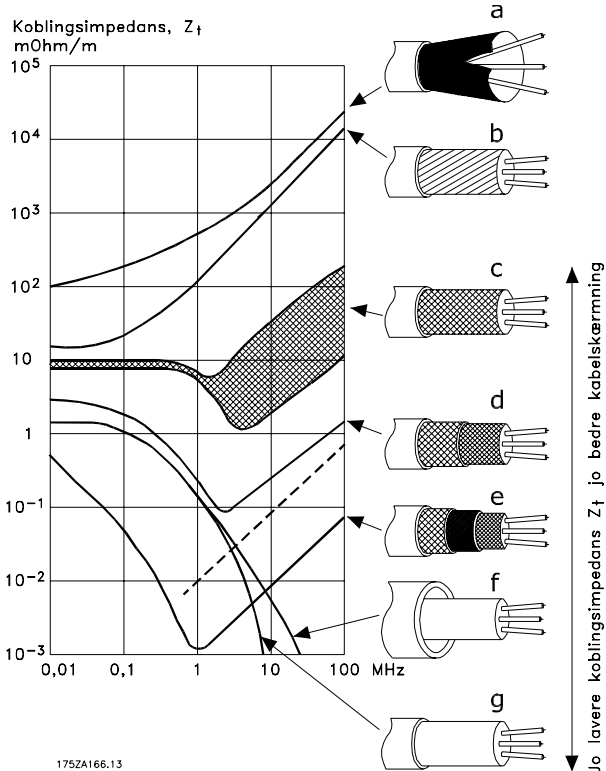 Koblingsimpedans, Zt
mOhm/m
10⁵
10⁴
10³
10²
10
1
10⁻¹
10⁻²
10⁻³
0,01 0,1 1 10 100 MHz
a
b
c
d
e
f
g
Jo lavere koblingsimpedans Zt jo bedre kabelskærmning
175ZA166.13